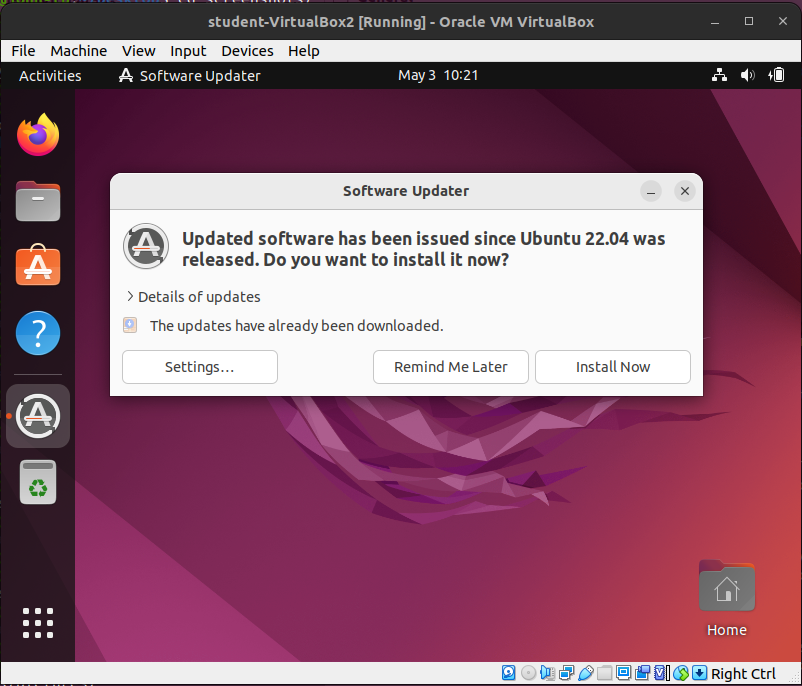 student-VirtualBox2 [Running] - Oracle VM VirtualBox
File Machine View Input Devices Help
Activities Software Updater May 3 10:21
Software Updater
Updated software has been issued since Ubuntu 22.04 was
released. Do you want to install it now?
Details of updates
The updates have already been downloaded.
Settings…
Remind Me Later
Install Now
Home
Right Ctrl